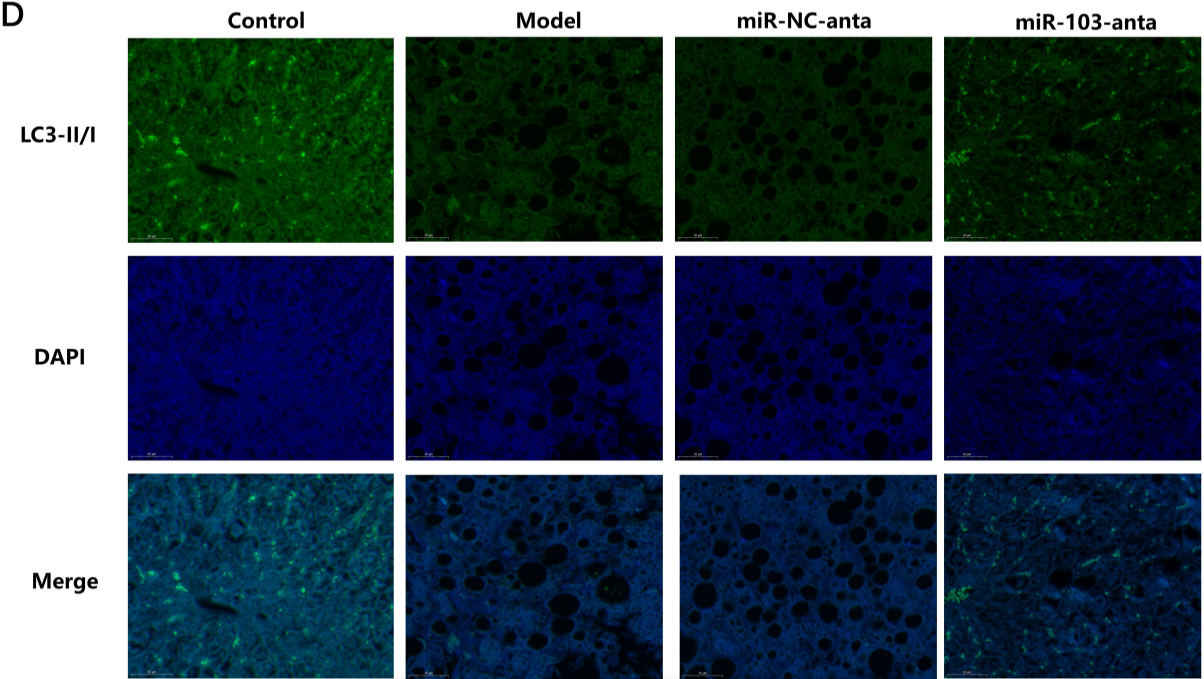 D
Control Model miR-NC-anta miR-103-anta
LC3-II/I
DAPI
Merge